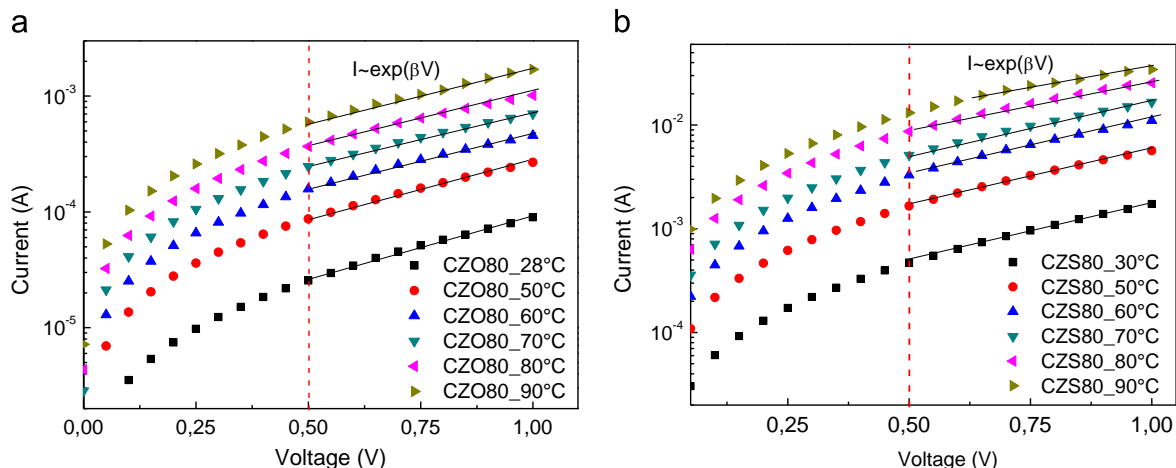 a
I~exp(βV)
10⁻³
10⁻⁴
10⁻⁵
Current (A)
CZO80_28°C
CZO80_50°C
CZO80_60°C
CZO80_70°C
CZO80_80°C
CZO80_90°C
0,00 0,25 0,50 0,75 1,00
Voltage (V)
b
I~exp(βV)
10⁻¹
10⁻²
10⁻³
10⁻⁴
Current (A)
CZS80_30°C
CZS80_50°C
CZS80_60°C
CZS80_70°C
CZS80_80°C
CZS80_90°C
0,25 0,50 0,75 1,00
Voltage (V)